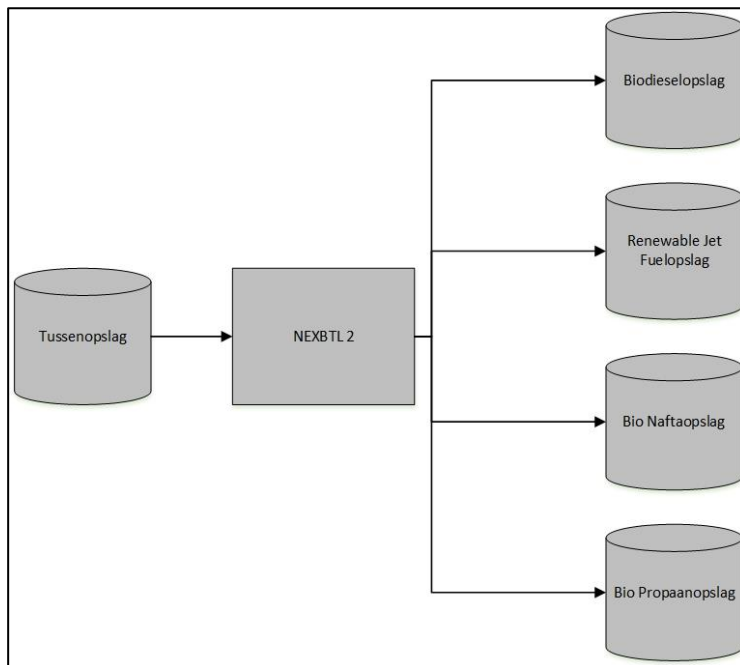 Biodieselopslag
Renewable Jet
Fuelopslag
Tussenopslag
NEXBTL 2
Bio Naftaopslag
Bio Propaanopslag